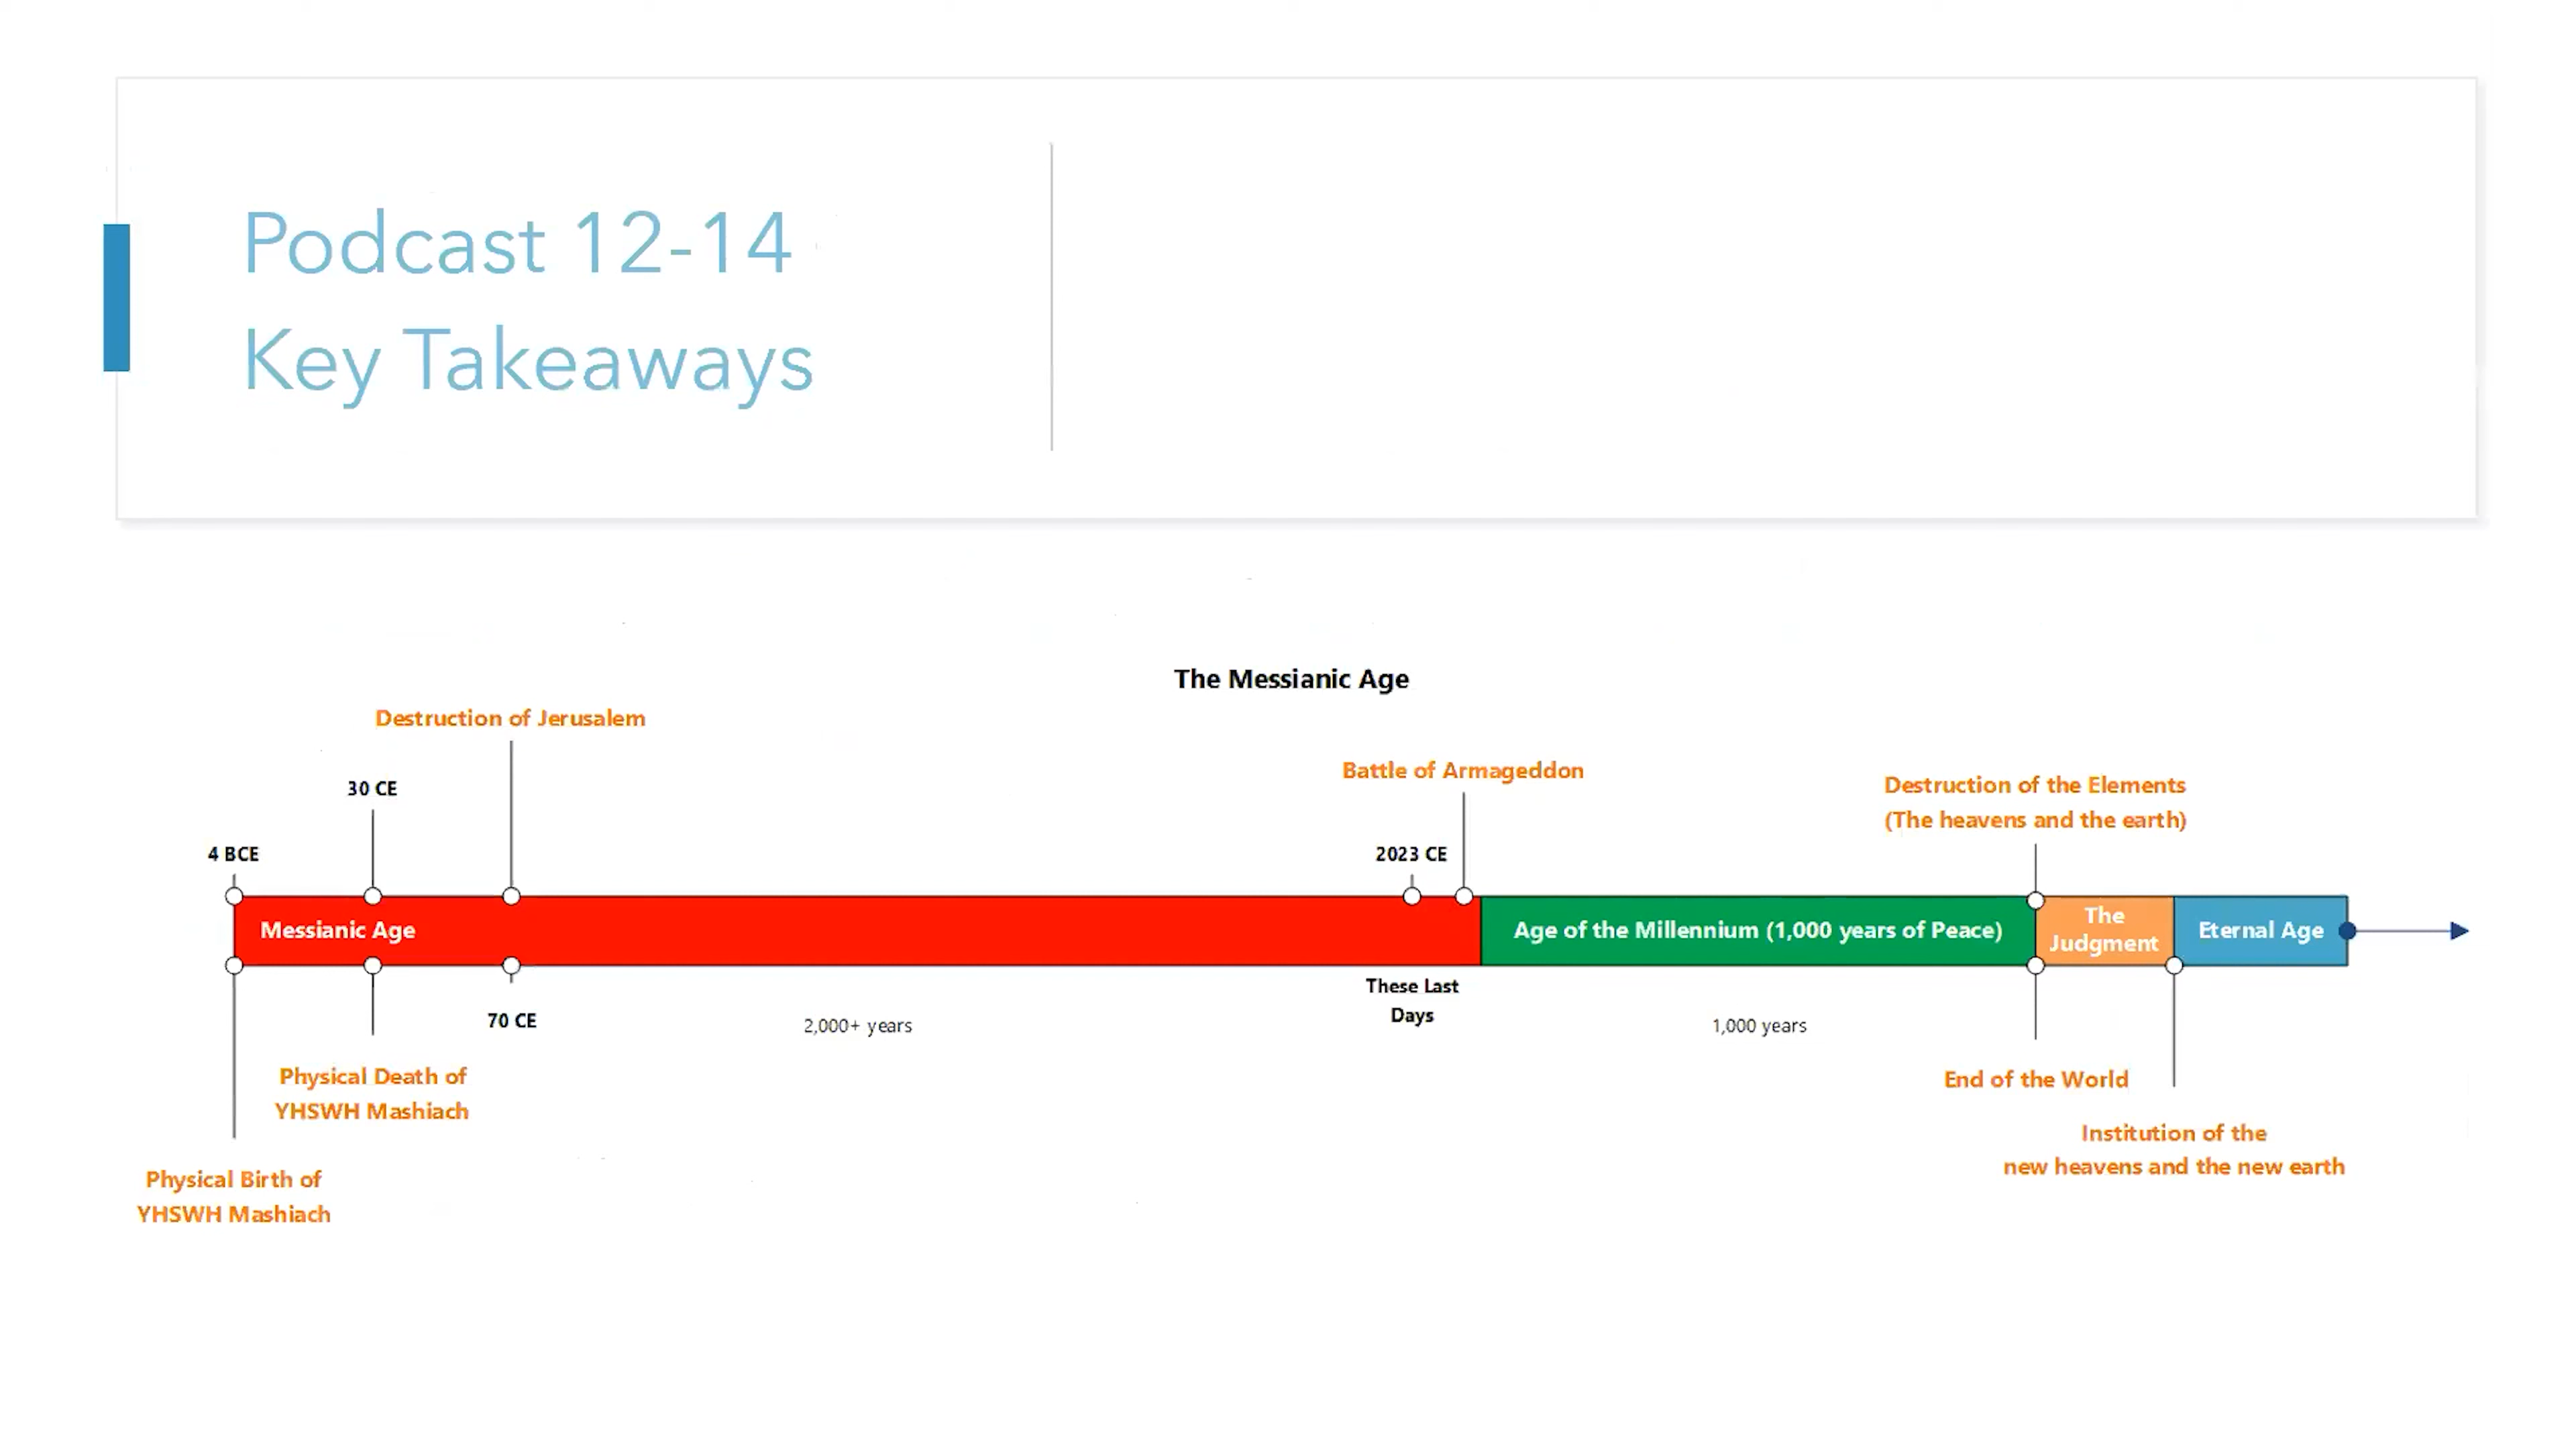 Podcast 12-14
Key Takeaways
The Messianic Age
Destruction of Jerusalem
Battle of Armageddon
Destruction of the Elements
(The heavens and the earth)
30 CE
4 BCE
2023 CE
Messianic Age
Age of the Millennium (1,000 years of Peace)
The
Judgment
Eternal Age
These Last
Days
70 CE
2,000+ years
1,000 years
Physical Death of
YHSWH Mashiach
End of the World
Institution of the
new heavens and the new earth
Physical Birth of
YHSWH Mashiach